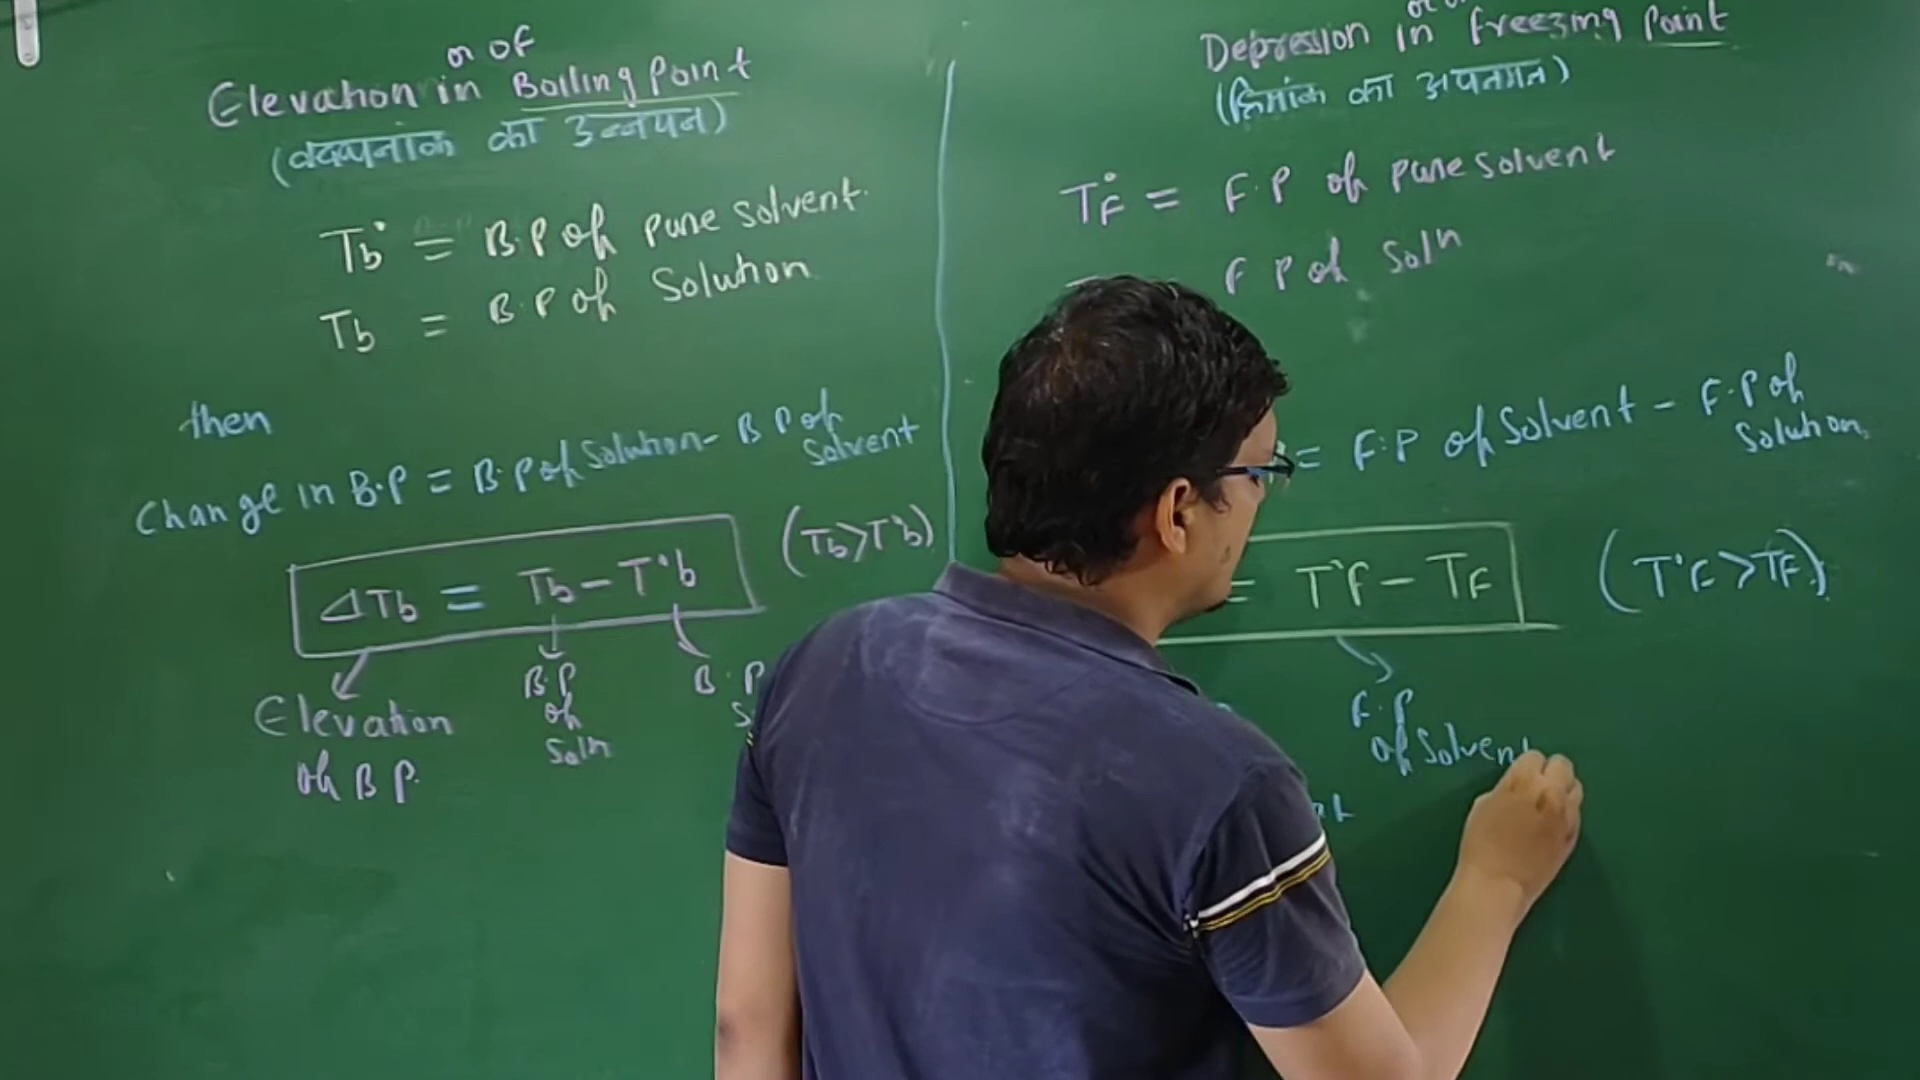 or of
Elevation in Boiling Point
(क्वथनांक का उन्नयन)
T°b = B.P of pure solvent.
Tb = B.P of Solution
then
Change in B.P = B.P of Solution - B P of Solvent
ΔTb = Tb - T°b
(Tb > T°b)
Elevation
of B P.
B.P
of
Soln
B. P
S
Depression in freezing Point
(हिमांक का अवनमन)
T°F = F.P of pure solvent
F P of Soln
= F.P of Solvent - F.P of
Solution
= T°F - TF
(T°F > TF)
F.P
of Solvent